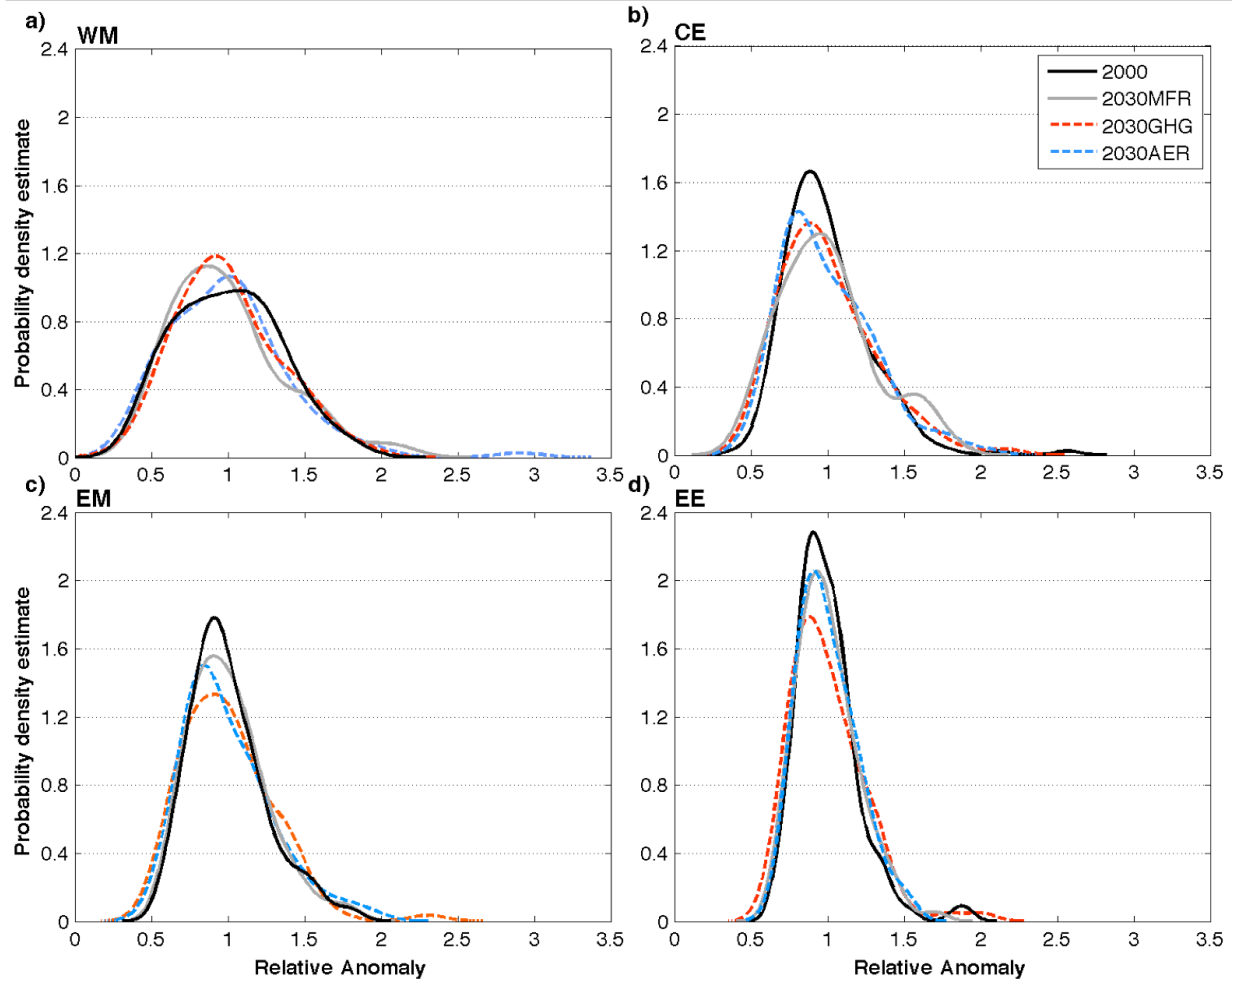 a) WM
2.4
2
1.6
1.2
0.8
0.4
0
0 0.5 1 1.5 2 2.5 3 3.5
Probability density estimate
b) CE
2.4
2
1.6
1.2
0.8
0.4
0
0 0.5 1 1.5 2 2.5 3 3.5
2000
2030MFR
2030GHG
2030AER
c) EM
2.4
2
1.6
1.2
0.8
0.4
0
0 0.5 1 1.5 2 2.5 3 3.5
Probability density estimate
Relative Anomaly
d) EE
2.4
2
1.6
1.2
0.8
0.4
0
0 0.5 1 1.5 2 2.5 3 3.5
Relative Anomaly